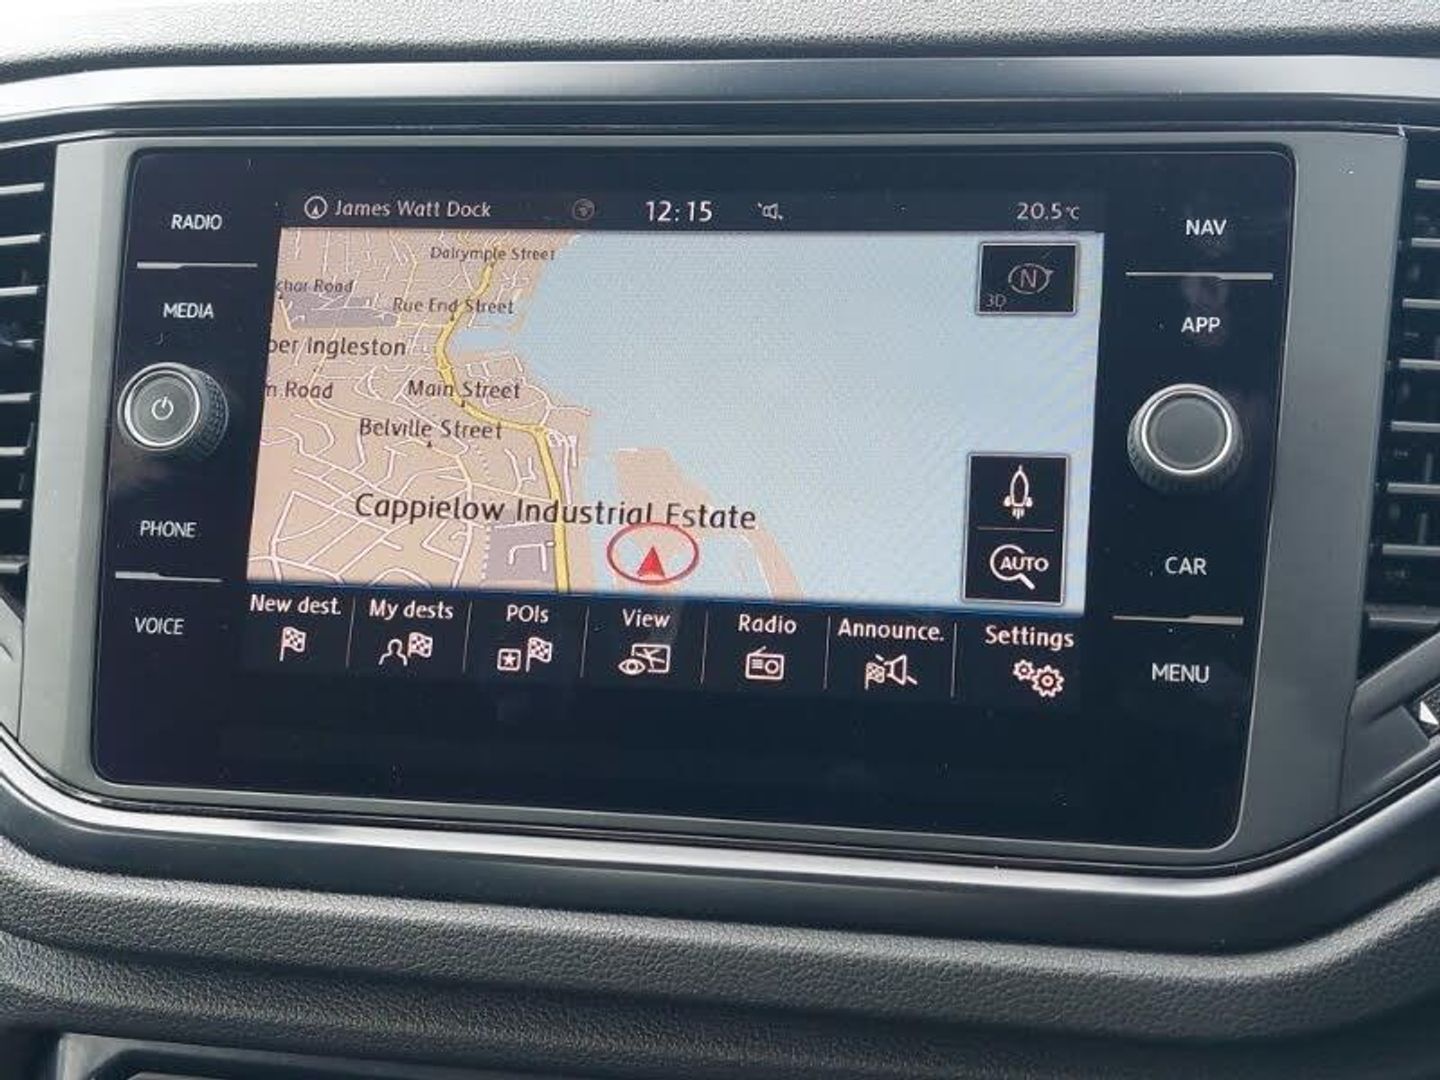 James Watt Dock 12:15 20.5°C
RADIO
MEDIA
PHONE
VOICE
Dalrymple Street
Road
Rue End Street
Ingleston
Main Street
Road
Belville Street
Cappielow Industrial Estate
N
3D
AUTO
New dest. My dests POIs View Radio Announce. Settings
NAV
APP
CAR
MENU